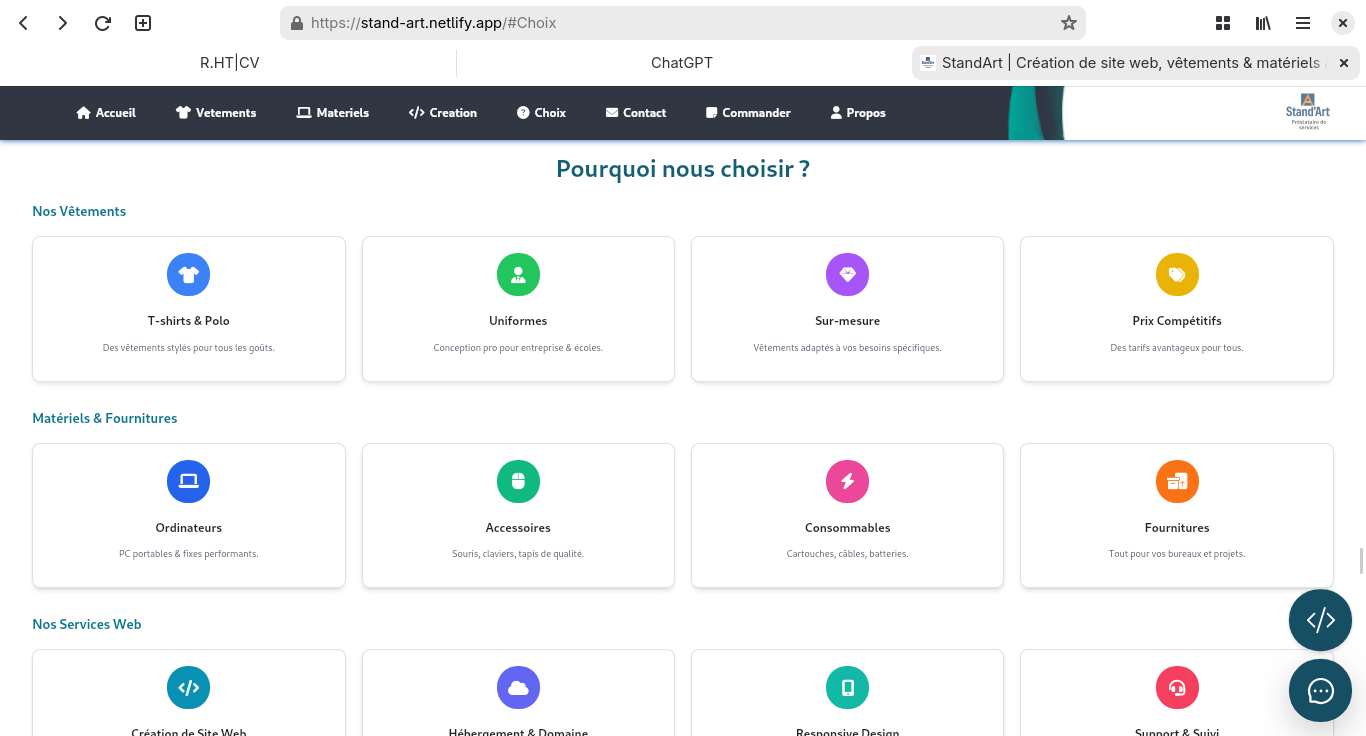 https://stand-art.netlify.app/#Choix
R.HT|CV
ChatGPT
StandArt | Création de site web, vêtements & matériels
Accueil
Vetements
Materiels
Creation
Choix
Contact
Commander
Propos
Stand'Art
Préstataire de
services
Pourquoi nous choisir ?
Nos Vêtements
T-shirts & Polo
Des vêtements stylés pour tous les goûts.
Uniformes
Conception pro pour entreprise & écoles.
Sur-mesure
Vêtements adaptés à vos besoins spécifiques.
Prix Compétitifs
Des tarifs avantageux pour tous.
Matériels & Fournitures
Ordinateurs
PC portables & fixes performants.
Accessoires
Souris, claviers, tapis de qualité.
Consommables
Cartouches, câbles, batteries.
Fournitures
Tout pour vos bureaux et projets.
Nos Services Web
Création de Site Web
Hébergement & Domaine
Responsive Design
Support & Suivi